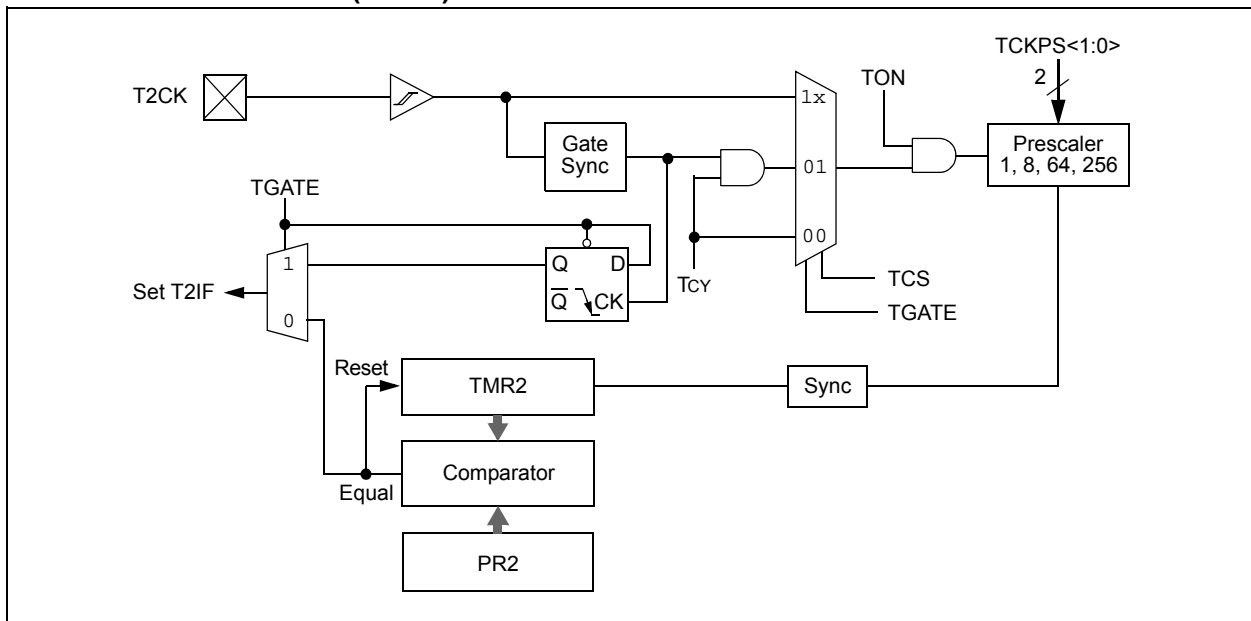 TCKPS<1:0>
2
T2CK
TON
1x
Gate
Sync
01
Prescaler
1, 8, 64, 256
TGATE
00
1
Q D
Q CK
TCY
TCS
TGATE
Set T2IF
0
Reset
TMR2
Sync
Comparator
Equal
PR2